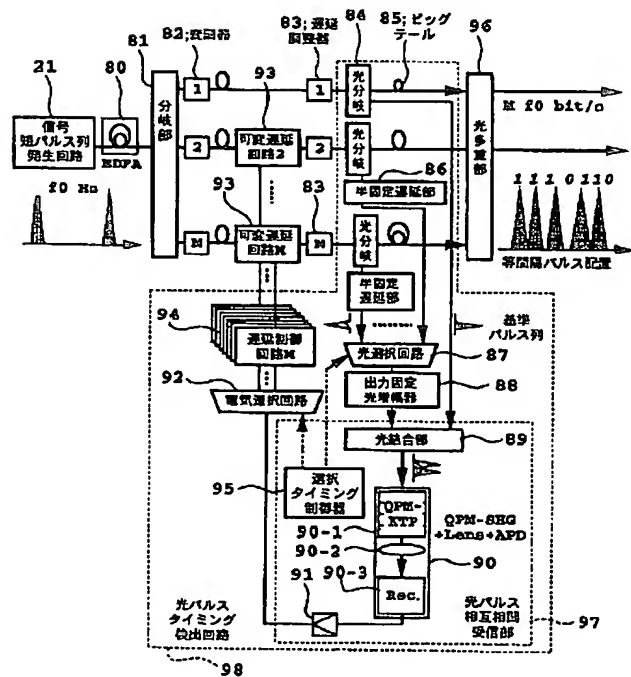 82;変調器
83;遅延
調整器
84
85;ピッグ
テール
96
81
80
21
93
1
1
光分岐
M f0 bit/s
信号
短パルス列
発生回路
分岐部
EDFA
2
可変遅延
回路2
2
光分岐
86
光多重部
半固定遅延部
f0 Hz
93
83
1 1 1 0 1 1 0
M
可変遅延
回路M
M
光分岐
等間隔パルス配置
半固定
遅延部
94
遅延制御
回路M
基準
パルス列
光選択回路
87
92
電気選択回路
出力固定
光増幅器
88
光結合部
89
95
選択
タイミング
制御器
QPM-
KTP
90-1
QPM-SHG
+Lens+APD
90-2
90
90-3
Rec.
91
光パルス
タイミング
検出回路
光パルス
相互相関
受信部
97
98